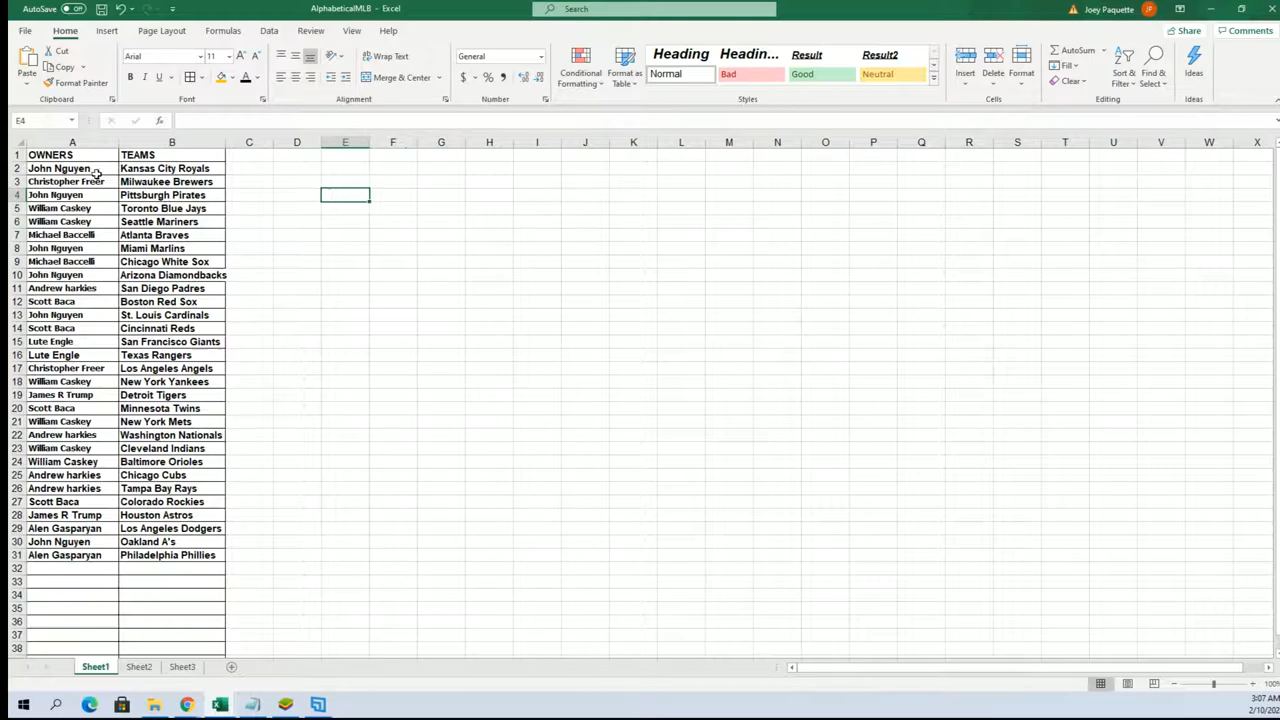 AutoSave Off AlphabeticalMLB - Excel Search Joey Paquette JP
File Home Insert Page Layout Formulas Data Review View Help Share Comments
Paste Cut Copy Format Painter Clipboard
Arial 11 A A B I U A Font
Wrap Text Merge & Center Alignment
General $ % Number
Conditional Formatting Format as Table
Heading Headin... Result Result2
Normal Bad Good Neutral
Styles
Insert Delete Format Cells
AutoSum Fill Clear Sort & Filter Find & Select Editing
Ideas Ideas
E4 fx
A B C D E F G H I J K L M N O P Q R S T U V W X
1 OWNERS TEAMS
2 John Nguyen Kansas City Royals
3 Christopher Freer Milwaukee Brewers
4 John Nguyen Pittsburgh Pirates
5 William Caskey Toronto Blue Jays
6 William Caskey Seattle Mariners
7 Michael Baccelli Atlanta Braves
8 John Nguyen Miami Marlins
9 Michael Baccelli Chicago White Sox
10 John Nguyen Arizona Diamondbacks
11 Andrew harkies San Diego Padres
12 Scott Baca Boston Red Sox
13 John Nguyen St. Louis Cardinals
14 Scott Baca Cincinnati Reds
15 Lute Engle San Francisco Giants
16 Lute Engle Texas Rangers
17 Christopher Freer Los Angeles Angels
18 William Caskey New York Yankees
19 James R Trump Detroit Tigers
20 Scott Baca Minnesota Twins
21 William Caskey New York Mets
22 Andrew harkies Washington Nationals
23 William Caskey Cleveland Indians
24 William Caskey Baltimore Orioles
25 Andrew harkies Chicago Cubs
26 Andrew harkies Tampa Bay Rays
27 Scott Baca Colorado Rockies
28 James R Trump Houston Astros
29 Alen Gasparyan Los Angeles Dodgers
30 John Nguyen Oakland A's
31 Alen Gasparyan Philadelphia Phillies
32
33
34
35
36
37
38
Sheet1 Sheet2 Sheet3
100%
3:07 AM
2/10/202